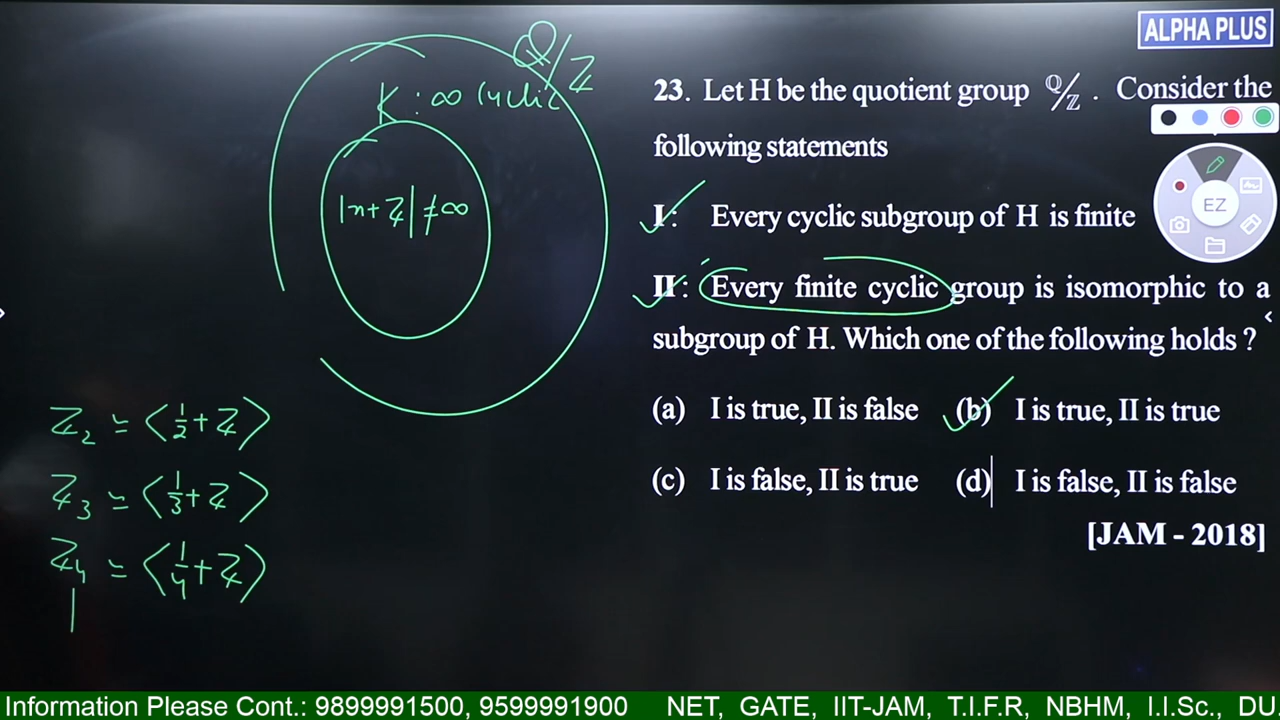 ALPHA PLUS
23. Let H be the quotient group ℚ/ℤ. Consider the
following statements
I: Every cyclic subgroup of H is finite
II: Every finite cyclic group is isomorphic to a
subgroup of H. Which one of the following holds ?
(a) I is true, II is false (b) I is true, II is true
(c) I is false, II is true (d) I is false, II is false
[JAM - 2018]
EZ
ℚ/ℤ
K : ∞ cyclic
|n+ℤ| ≠ ∞
ℤ₂ ≃ ⟨1/2 + ℤ⟩
ℤ₃ ≃ ⟨1/3 + ℤ⟩
ℤ₄ ≃ ⟨1/4 + ℤ⟩
Information Please Cont.: 9899991500, 9599991900 NET, GATE, IIT-JAM, T.I.F.R, NBHM, I.I.Sc., DU.